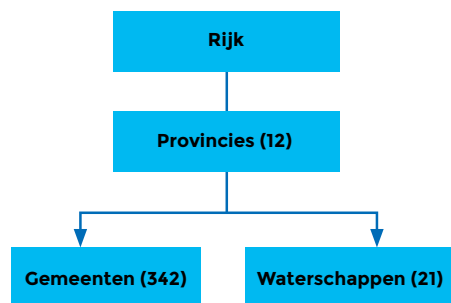 Rijk
Provincies (12)
Gemeenten (342)
Waterschappen (21)